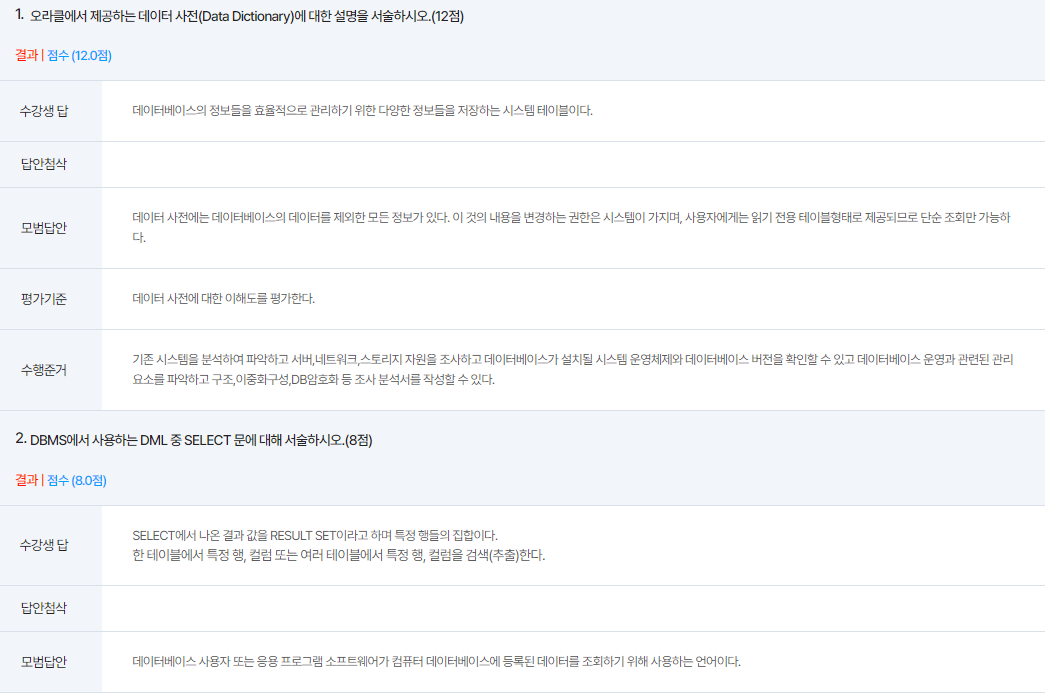 1. 오라클에서 제공하는 데이터 사전(Data Dictionary)에 대한 설명을 서술하시오.(12점)
결과 | 점수 (12.0점)
수강생 답
데이터베이스의 정보들을 효율적으로 관리하기 위한 다양한 정보들을 저장하는 시스템 테이블이다.
답안첨삭
모범답안
데이터 사전에는 데이터베이스의 데이터를 제외한 모든 정보가 있다. 이 것의 내용을 변경하는 권한은 시스템이 가지며, 사용자에게는 읽기 전용 테이블형태로 제공되므로 단순 조회만 가능하
다.
평가기준
데이터 사전에 대한 이해도를 평가한다.
수행준거
기존 시스템을 분석하여 파악하고 서버,네트워크,스토리지 자원을 조사하고 데이터베이스가 설치될 시스템 운영체제와 데이터베이스 버전을 확인할 수 있고 데이터베이스 운영과 관련된 관리
요소를 파악하고 구조,이중화구성,DB암호화 등 조사 분석서를 작성할 수 있다.
2. DBMS에서 사용하는 DML 중 SELECT 문에 대해 서술하시오.(8점)
결과 | 점수 (8.0점)
수강생 답
SELECT에서 나온 결과 값을 RESULT SET이라고 하며 특정 행들의 집합이다.
한 테이블에서 특정 행, 컬럼 또는 여러 테이블에서 특정 행, 컬럼을 검색(추출)한다.
답안첨삭
모범답안
데이터베이스 사용자 또는 응용 프로그램 소프트웨어가 컴퓨터 데이터베이스에 등록된 데이터를 조회하기 위해 사용하는 언어이다.